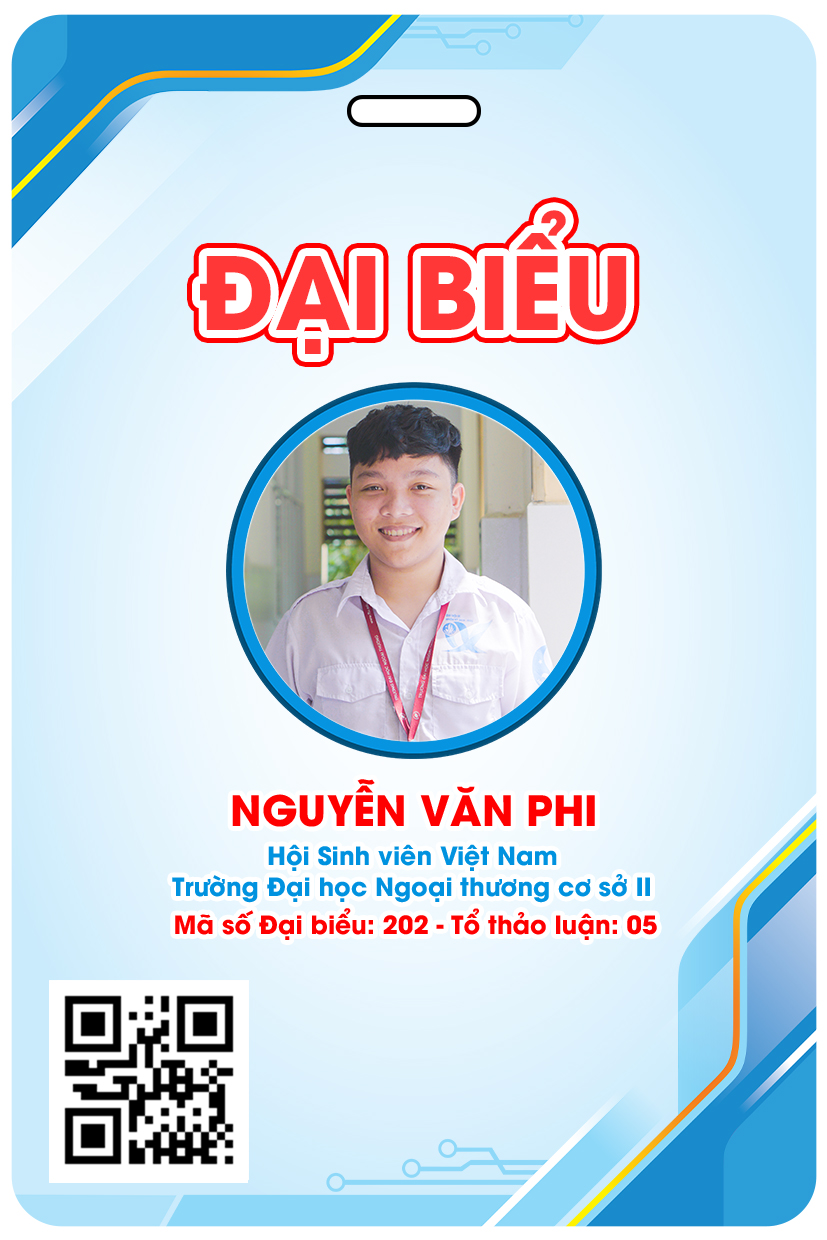 ĐẠI BIỂU
NGUYỄN VĂN PHI
Hội Sinh viên Việt Nam
Trường Đại học Ngoại thương cơ sở II
Mã số Đại biểu: 202 - Tổ thảo luận: 05